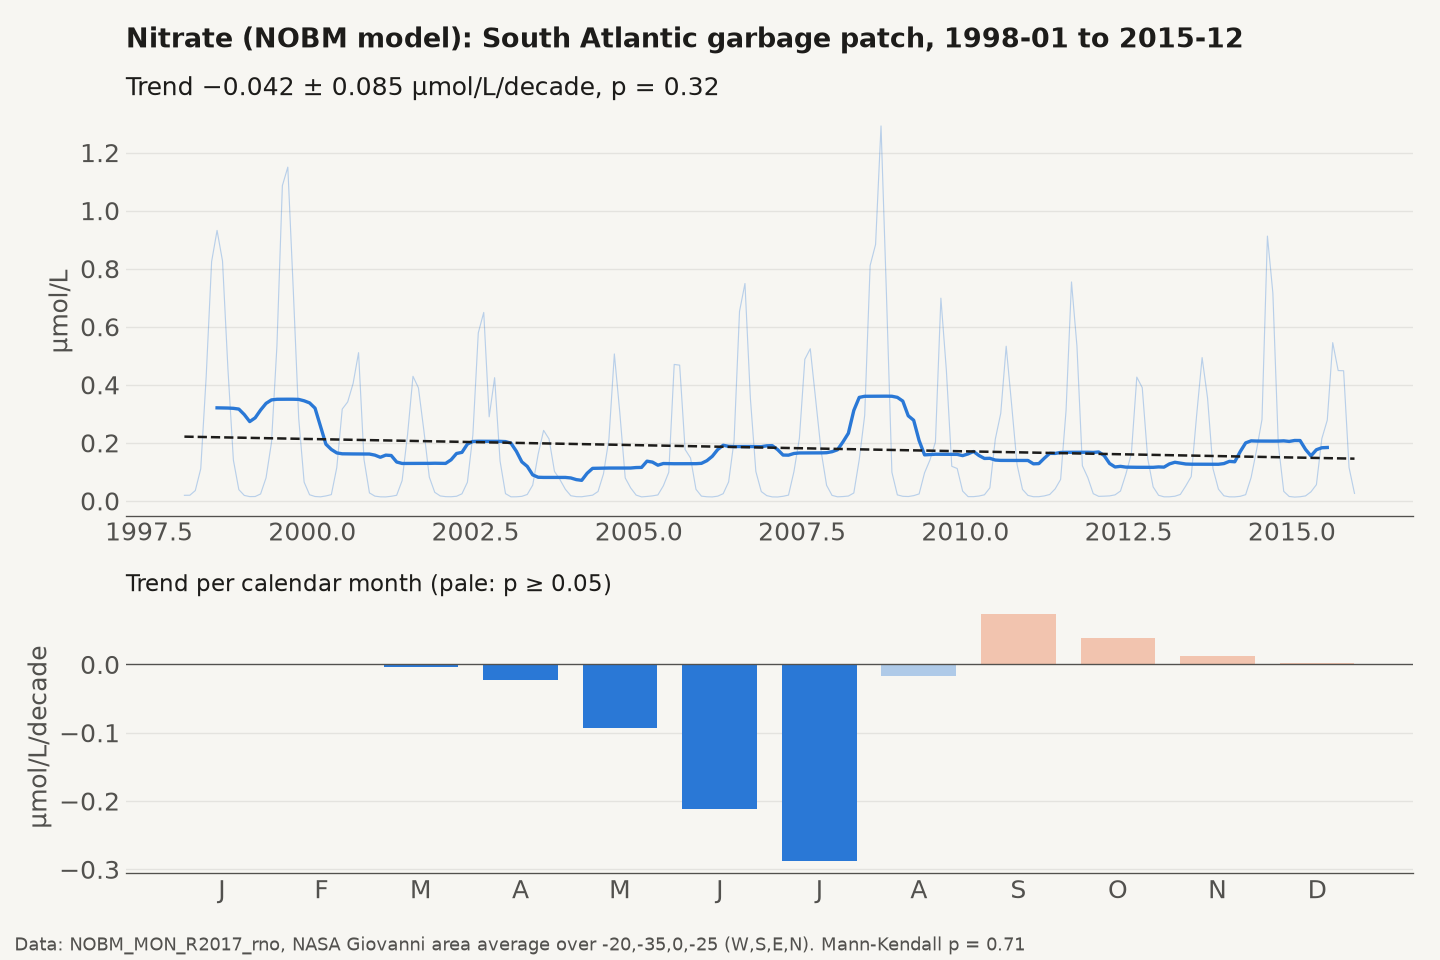 Nitrate (NOBM model): South Atlantic garbage patch, 1998-01 to 2015-12
Trend −0.042 ± 0.085 µmol/L/decade, p = 0.32
µmol/L
1.2
1.0
0.8
0.6
0.4
0.2
0.0
1997.5 2000.0 2002.5 2005.0 2007.5 2010.0 2012.5 2015.0
Trend per calendar month (pale: p ≥ 0.05)
µmol/L/decade
0.0
−0.1
−0.2
−0.3
J F M A M J J A S O N D
Data: NOBM_MON_R2017_rno, NASA Giovanni area average over -20,-35,0,-25 (W,S,E,N). Mann-Kendall p = 0.71